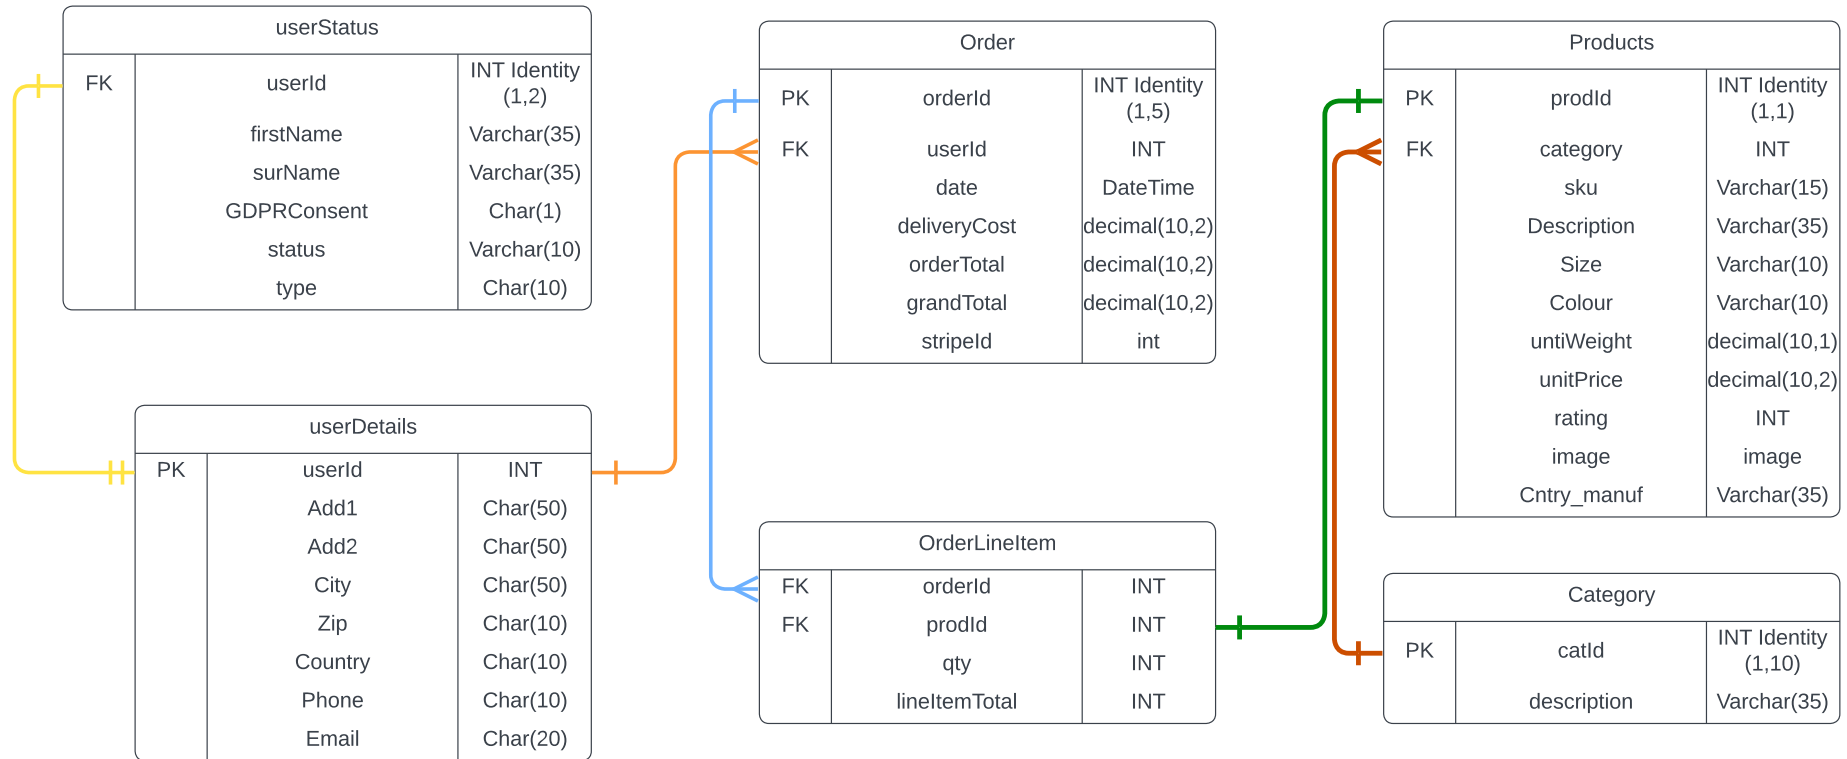 userStatus
FK userId INT Identity
(1,2)
firstName Varchar(35)
surName Varchar(35)
GDPRConsent Char(1)
status Varchar(10)
type Char(10)
userDetails
PK userId INT
Add1 Char(50)
Add2 Char(50)
City Char(50)
Zip Char(10)
Country Char(10)
Phone Char(10)
Email Char(20)
Order
PK orderId INT Identity
(1,5)
FK userId INT
date DateTime
deliveryCost decimal(10,2)
orderTotal decimal(10,2)
grandTotal decimal(10,2)
stripeId int
OrderLineItem
FK orderId INT
FK prodId INT
qty INT
lineItemTotal INT
Products
PK prodId INT Identity
(1,1)
FK category INT
sku Varchar(15)
Description Varchar(35)
Size Varchar(10)
Colour Varchar(10)
untiWeight decimal(10,1)
unitPrice decimal(10,2)
rating INT
image image
Cntry_manuf Varchar(35)
Category
PK catId INT Identity
(1,10)
description Varchar(35)